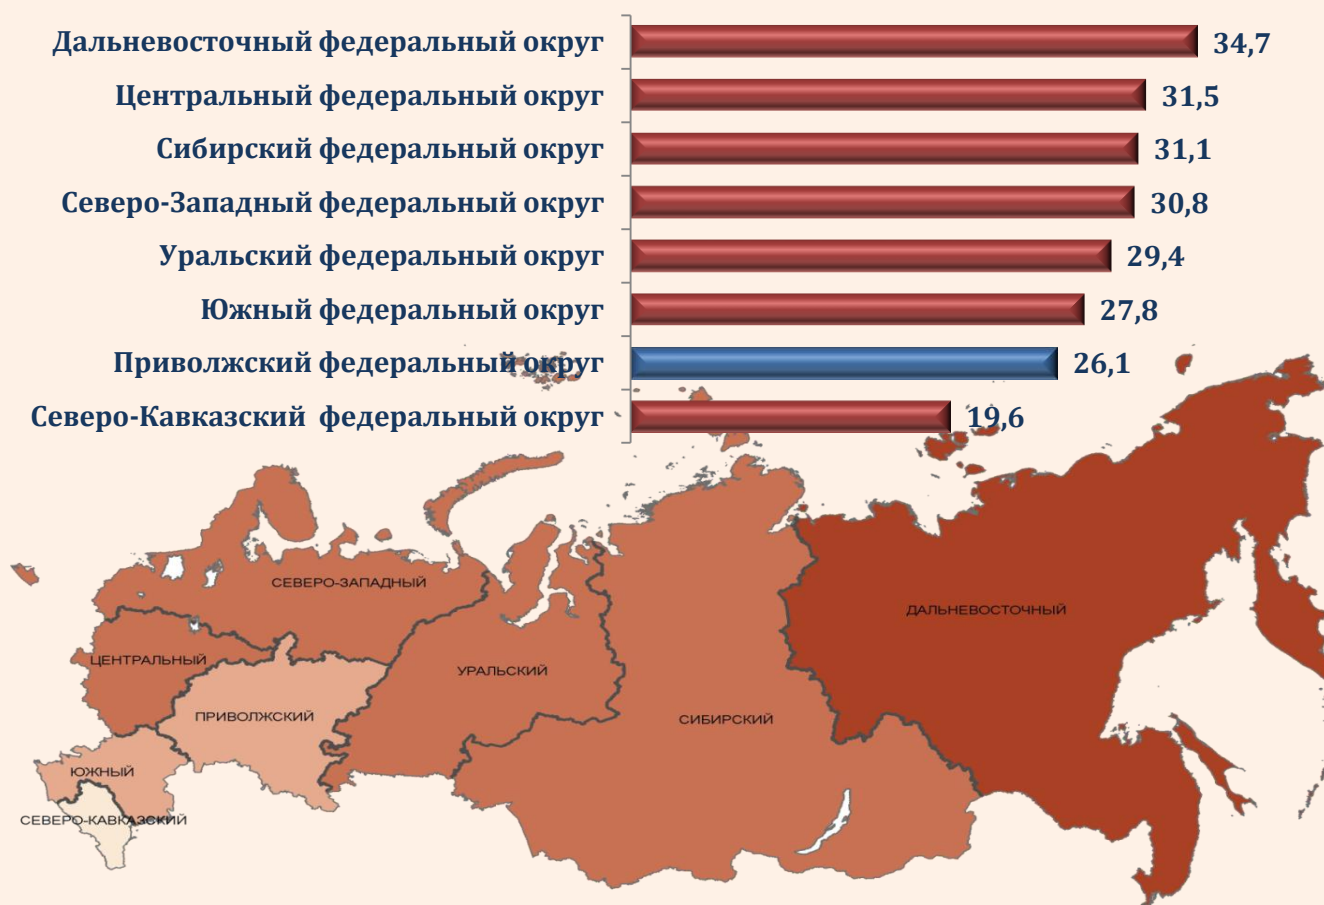 Дальневосточный федеральный округ 34,7
Центральный федеральный округ 31,5
Сибирский федеральный округ 31,1
Северо-Западный федеральный округ 30,8
Уральский федеральный округ 29,4
Южный федеральный округ 27,8
Приволжский федеральный округ 26,1
Северо-Кавказский федеральный округ 19,6
СЕВЕРО-ЗАПАДНЫЙ
ДАЛЬНЕВОСТОЧНЫЙ
ЦЕНТРАЛЬНЫЙ
УРАЛЬСКИЙ
ПРИВОЛЖСКИЙ
СИБИРСКИЙ
ЮЖНЫЙ
СЕВЕРО-КАВКАЗСКИЙ